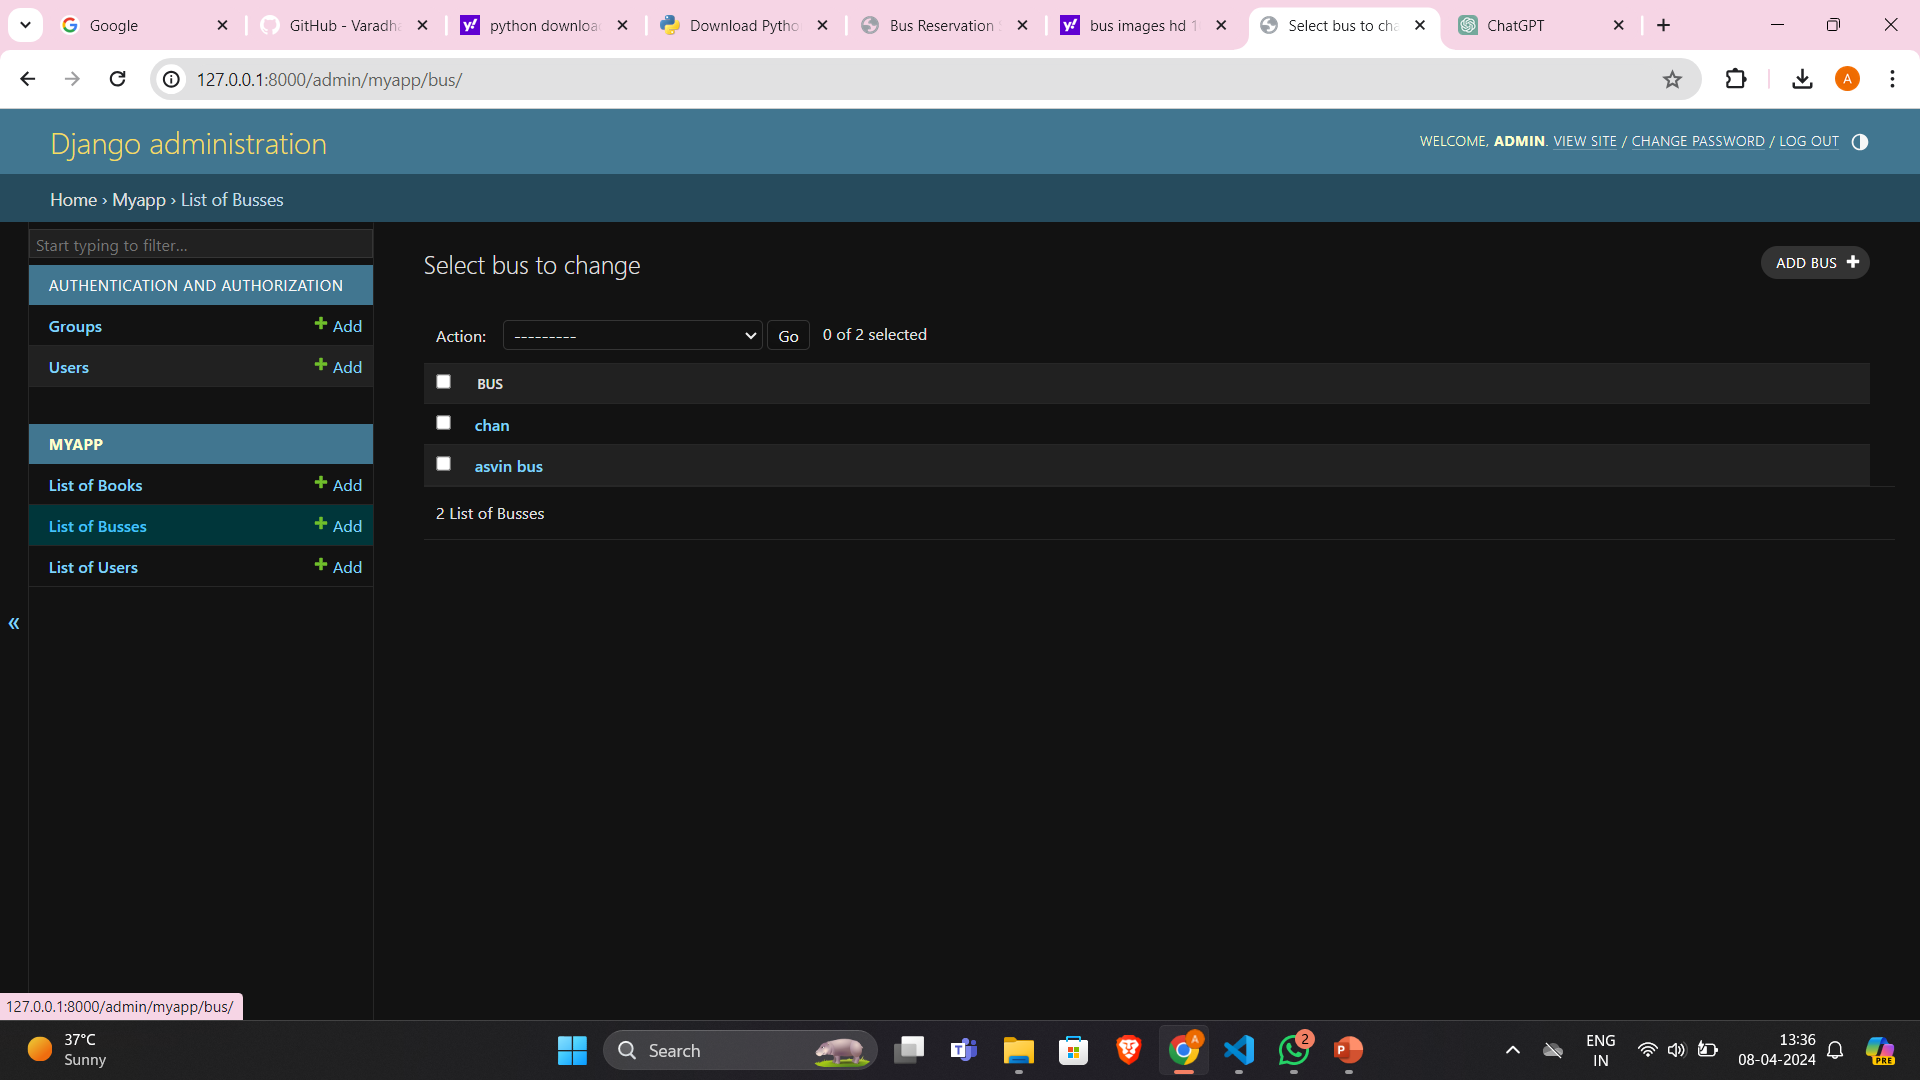 Google
GitHub - Varadha
python download
Download Pytho
Bus Reservation S
bus images hd 1
Select bus to cha
ChatGPT
127.0.0.1:8000/admin/myapp/bus/
A
Django administration
WELCOME, ADMIN. VIEW SITE / CHANGE PASSWORD / LOG OUT
Home › Myapp › List of Busses
Start typing to filter...
AUTHENTICATION AND AUTHORIZATION
Groups
Add
Users
Add
MYAPP
List of Books
Add
List of Busses
Add
List of Users
Add
«
Select bus to change
ADD BUS
Action:
---------
Go
0 of 2 selected
BUS
chan
asvin bus
2 List of Busses
127.0.0.1:8000/admin/myapp/bus/
37°C
Sunny
Search
A
2
ENG
IN
13:36
08-04-2024
PRE